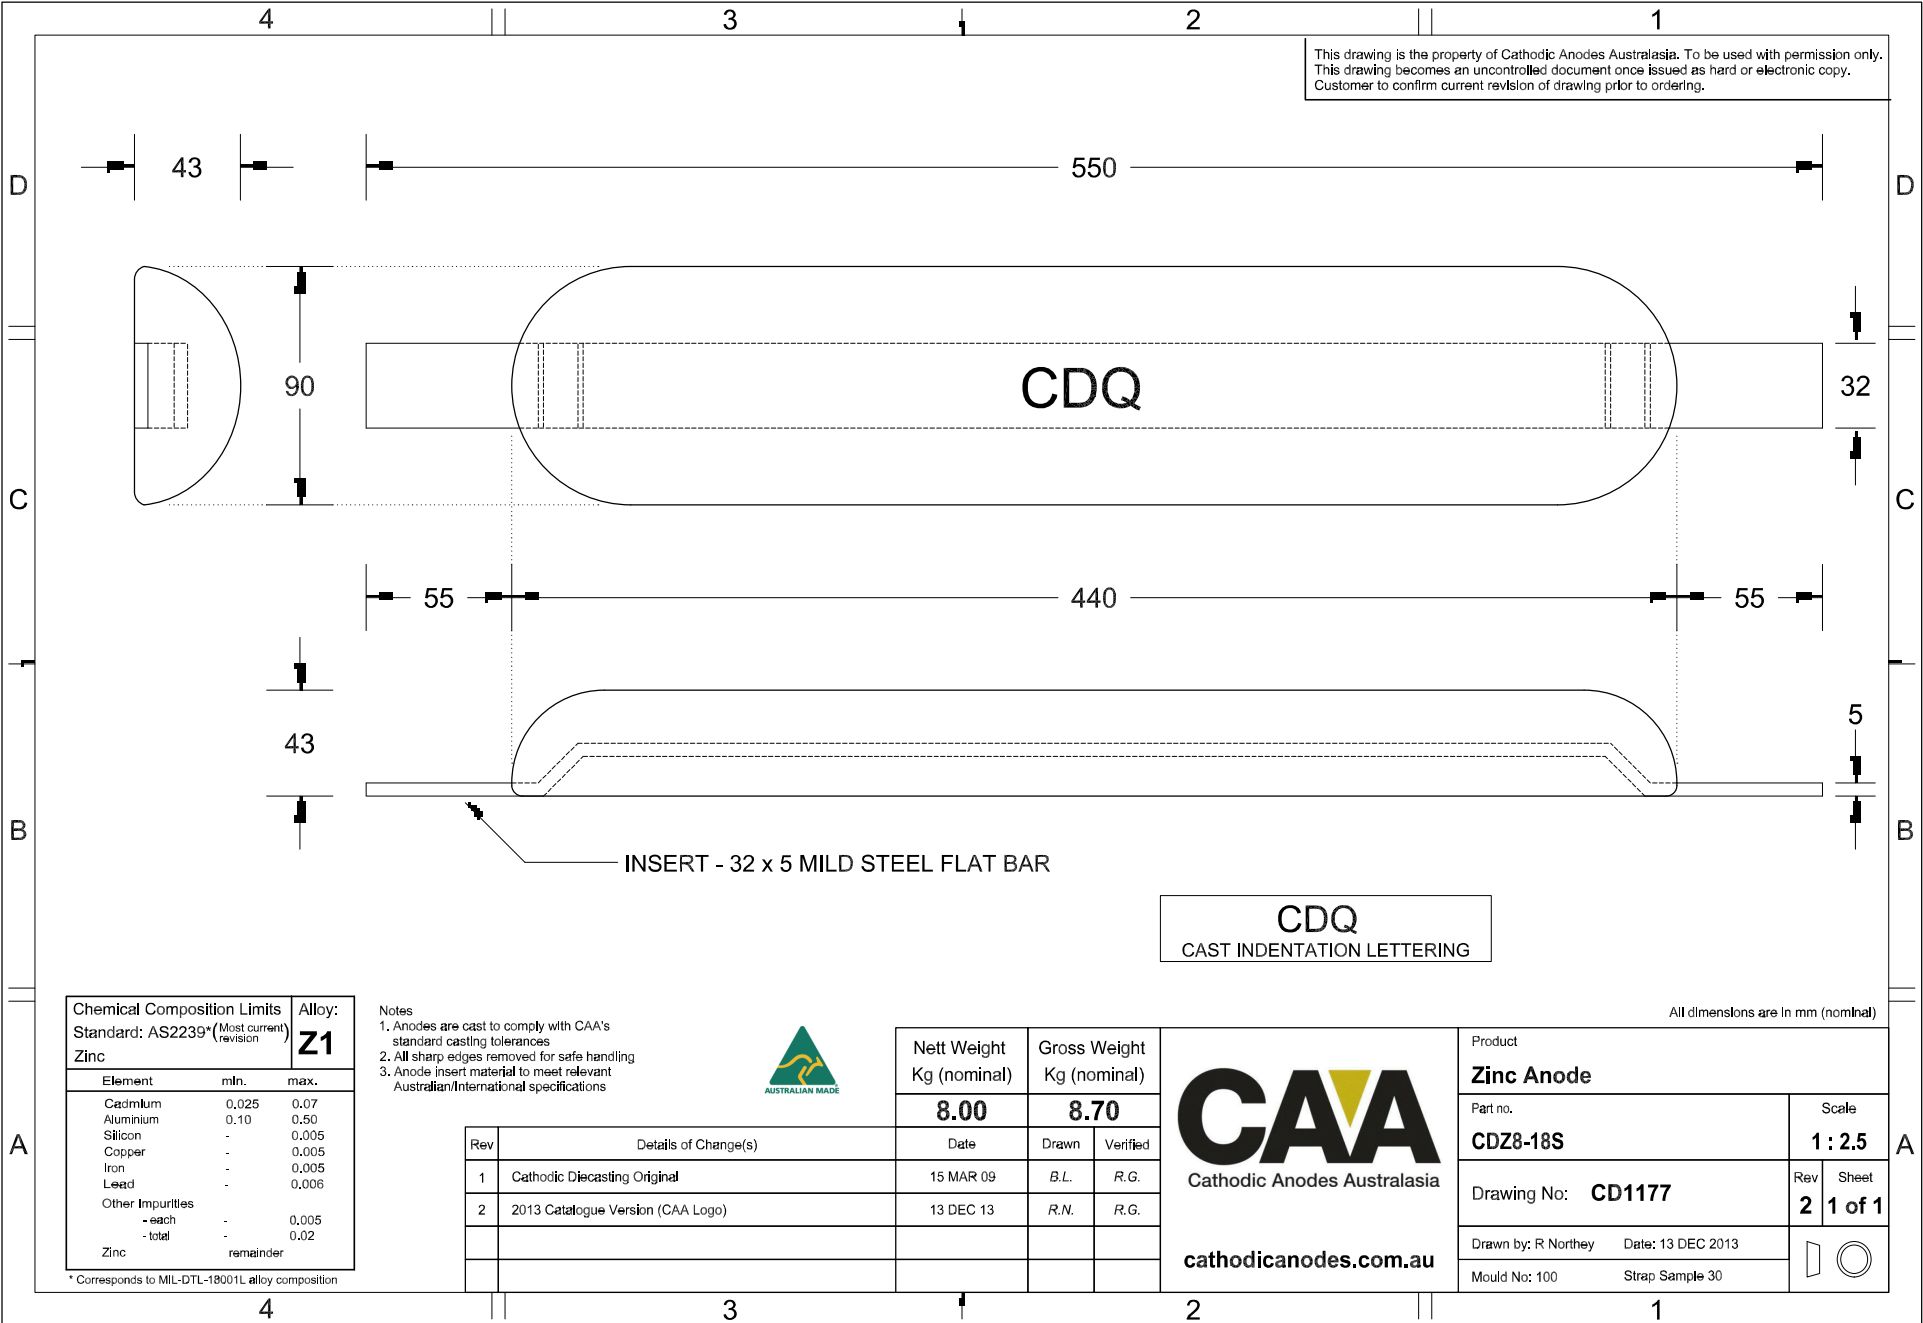 4 3 2 1
This drawing is the property of Cathodic Anodes Australasia. To be used with permission only.
This drawing becomes an uncontrolled document once issued as hard or electronic copy.
Customer to confirm current revision of drawing prior to ordering.
43
550
D
D
90
CDQ
32
C
C
55
440
55
43
5
B
B
INSERT - 32 x 5 MILD STEEL FLAT BAR
CDQ
CAST INDENTATION LETTERING
All dimensions are in mm (nominal)
Chemical Composition Limits
Standard: AS2239* (Most current revision)
Zinc
Alloy:
Z1
Element min. max.
Cadmium 0.025 0.07
Aluminium 0.10 0.50
Silicon - 0.005
Copper - 0.005
Iron - 0.005
Lead - 0.006
Other Impurities
- each - 0.005
- total - 0.02
Zinc remainder
* Corresponds to MIL-DTL-18001L alloy composition
Notes
1. Anodes are cast to comply with CAA's
standard casting tolerances
2. All sharp edges removed for safe handling
3. Anode insert material to meet relevant
Australian/International specifications
AUSTRALIAN MADE
Nett Weight
Kg (nominal)
8.00
Gross Weight
Kg (nominal)
8.70
Rev Details of Change(s) Date Drawn Verified
1 Cathodic Diecasting Original 15 MAR 09 B.L. R.G.
2 2013 Catalogue Version (CAA Logo) 13 DEC 13 R.N. R.G.
CAA
Cathodic Anodes Australasia
cathodicanodes.com.au
Product
Zinc Anode
Part no.
CDZ8-18S
Scale
1 : 2.5
Drawing No: CD1177
Rev
2
Sheet
1 of 1
Drawn by: R Northey Date: 13 DEC 2013
Mould No: 100 Strap Sample 30
A
A
4 3 2 1